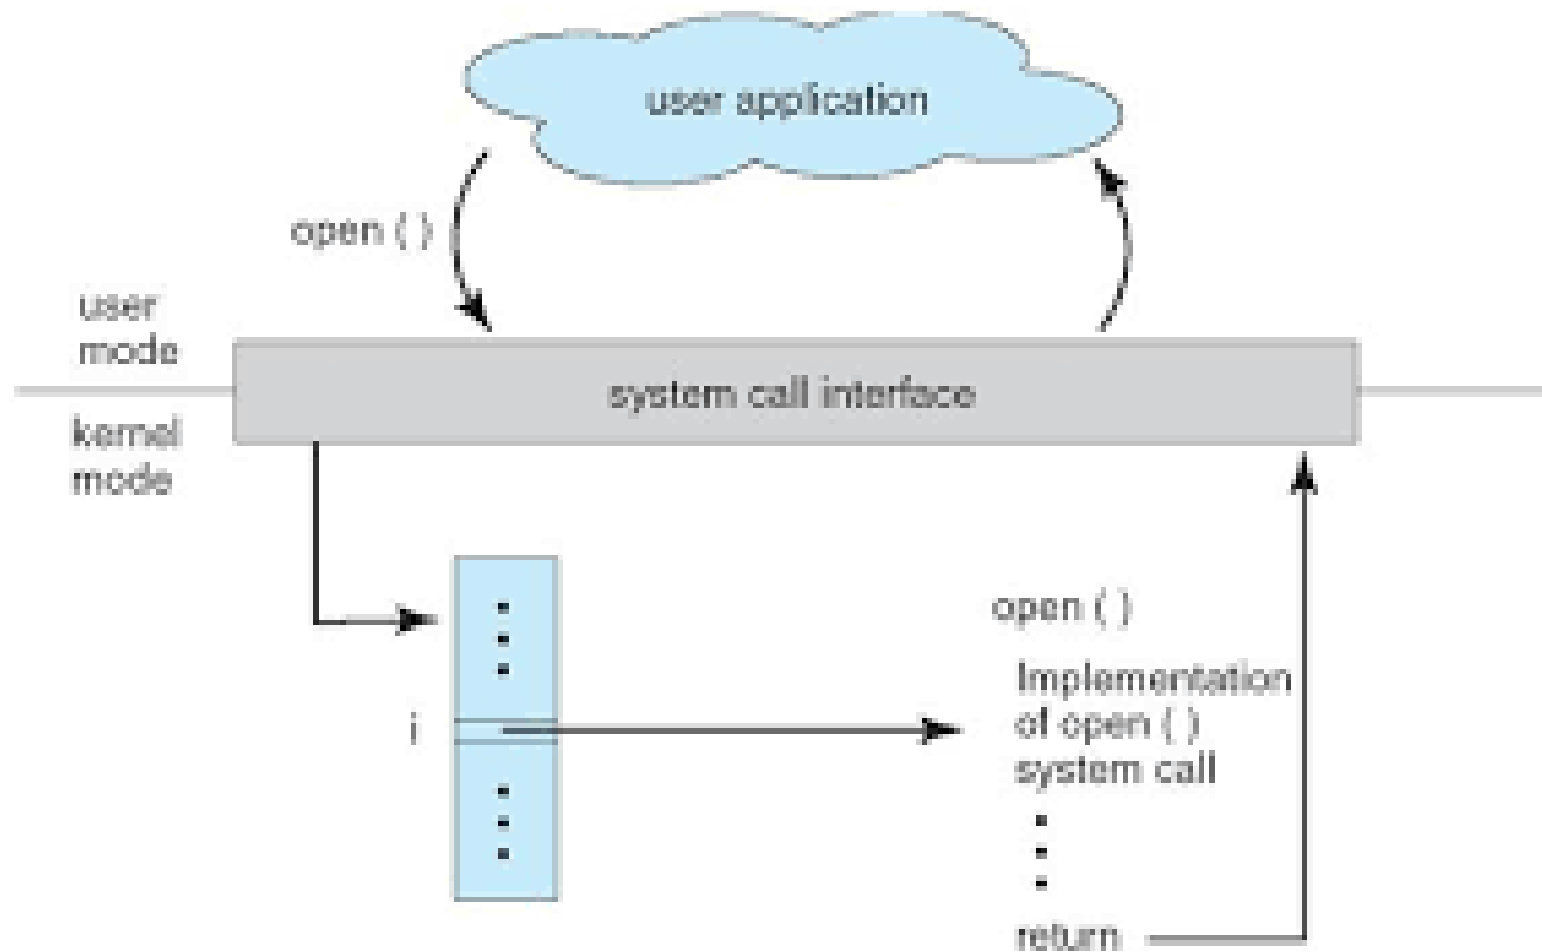 user application
open ( )
user
mode
system call interface
kernel
mode
open ( )
Implementation
of open ( )
system call
i
return